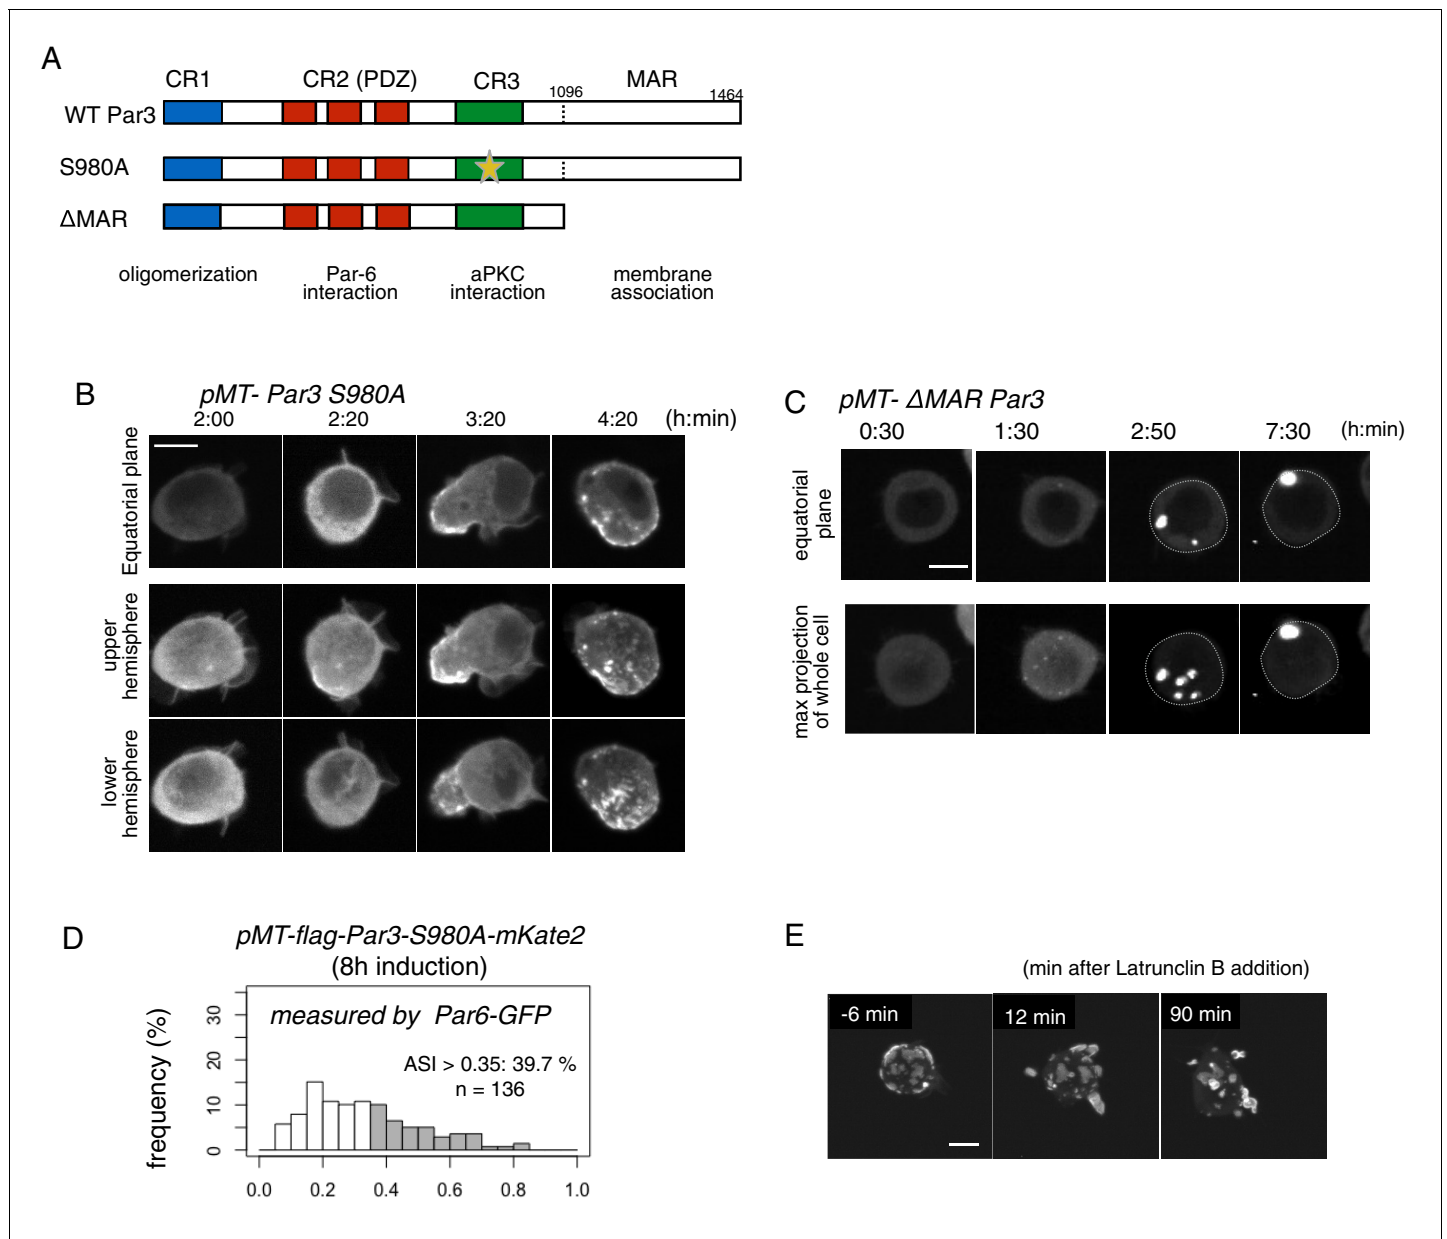 A
CR1 CR2 (PDZ) CR3 1096 MAR 1464
WT Par3
S980A
ΔMAR
oligomerization Par-6 interaction aPKC interaction membrane association
B
pMT- Par3 S980A
2:00 2:20 3:20 4:20 (h:min)
Equatorial plane
upper hemisphere
lower hemisphere
C
pMT- ΔMAR Par3
0:30 1:30 2:50 7:30 (h:min)
equatorial plane
max projection of whole cell
D
pMT-flag-Par3-S980A-mKate2
(8h induction)
measured by Par6-GFP
ASI > 0.35: 39.7 %
n = 136
frequency (%)
30
20
10
0
0.0 0.2 0.4 0.6 0.8 1.0
E
(min after Latrunclin B addition)
-6 min 12 min 90 min